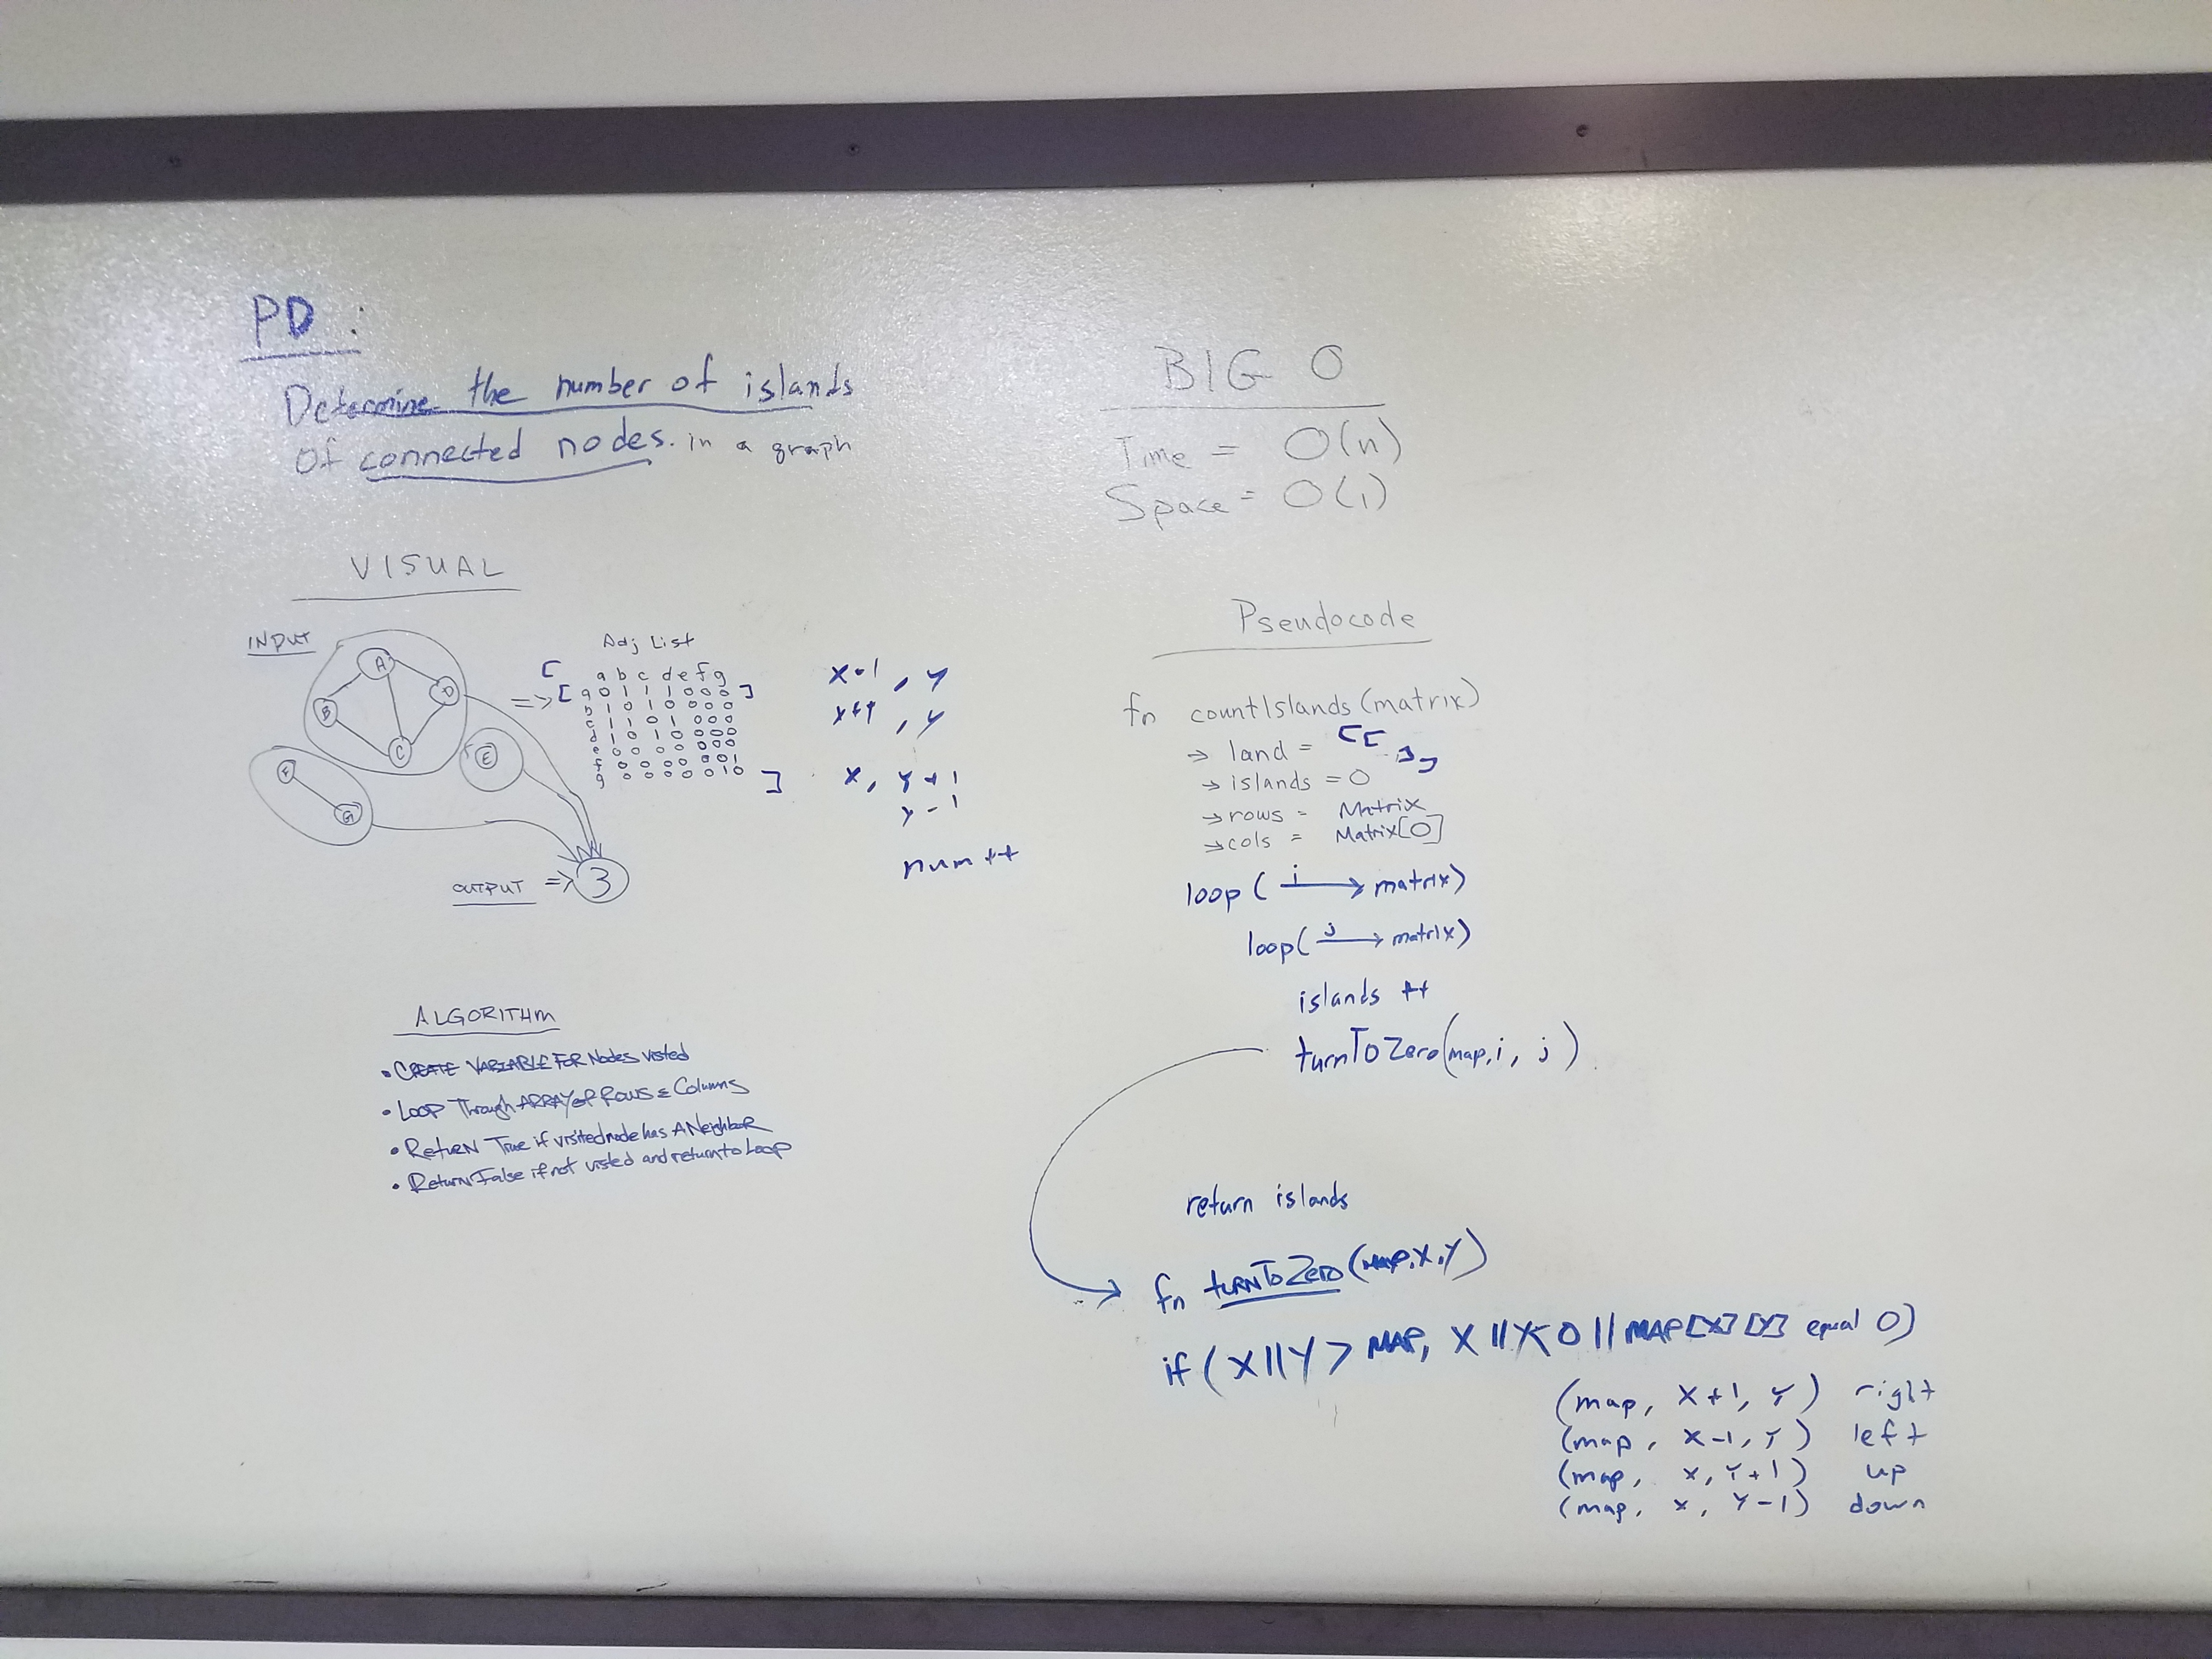 PD :
Determine the number of islands
Of connected nodes. in a graph
BIG O
Time = O(n)
Space = O(1)
VISUAL
INPUT
A
B
D
C
E
F
G
Adj List
[
a b c d e f g
[ a 0 1 1 1 0 0 0 ]
b 1 0 1 0 0 0 0
c 1 1 0 1 0 0 0
d 1 0 1 0 0 0 0
e 0 0 0 0 0 0 0
f 0 0 0 0 0 0 1
g 0 0 0 0 0 1 0
]
=>
OUTPUT => 3
x-1, y
x+1, y
x, y+1
y-1
num++
ALGORITHM
• CREATE VARIABLE FOR Nodes visted
• LOOP Through ARRAY of Rows & Columns
• Return True if visited node has A Neighbor
• Return False if not visted and return to Loop
Pseudocode
fn countIslands (matrix)
→ land = [[ ]]
→ islands = 0
→ rows = Matrix
→ cols = Matrix[0]
loop ( i → matrix)
loop( j → matrix)
islands ++
turnToZero(map, i, j)
return islands
fn turnToZero (map, x, y)
if ( X || Y > MAP, X || Y < 0 || MAP[X] [Y] equal 0)
(map, x+1, y) right
(map, x-1, y) left
(map, x, y+1) up
(map, x, y-1) down